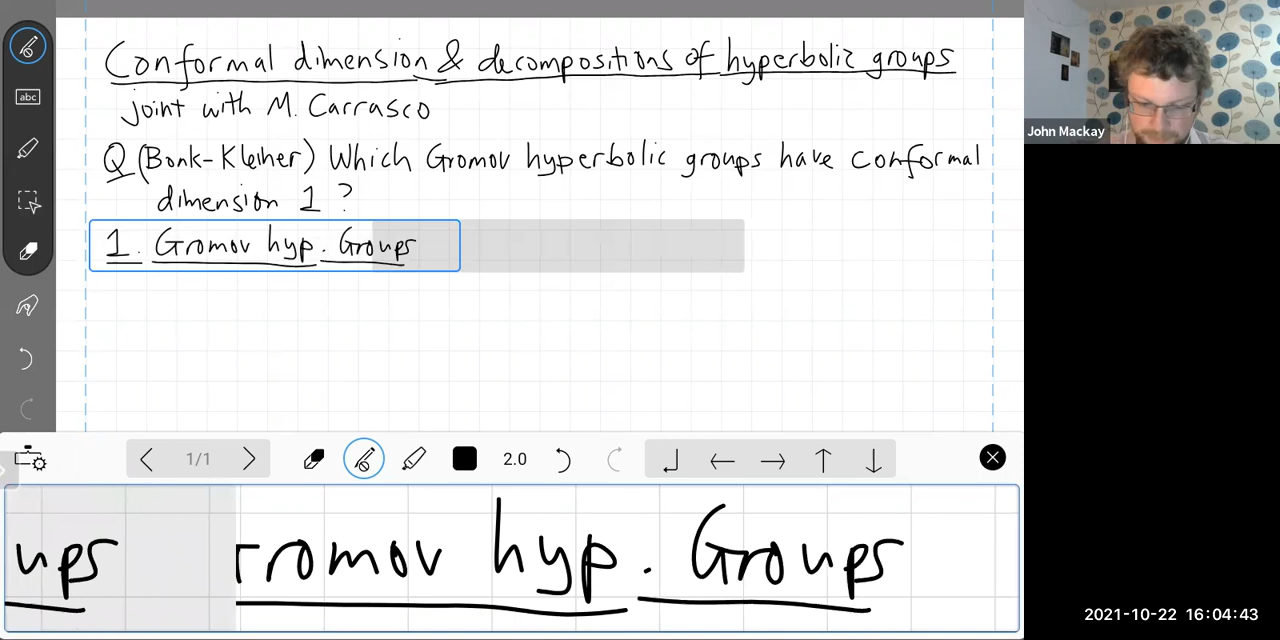 Conformal dimension & decompositions of hyperbolic groups
joint with M. Carrasco
Q (Bonk-Kleiner) Which Gromov hyperbolic groups have conformal
dimension 1 ?
1. Gromov hyp. Groups
abc
John Mackay
1/1
2.0
ups
romov hyp. Groups
2021-10-22 16:04:43